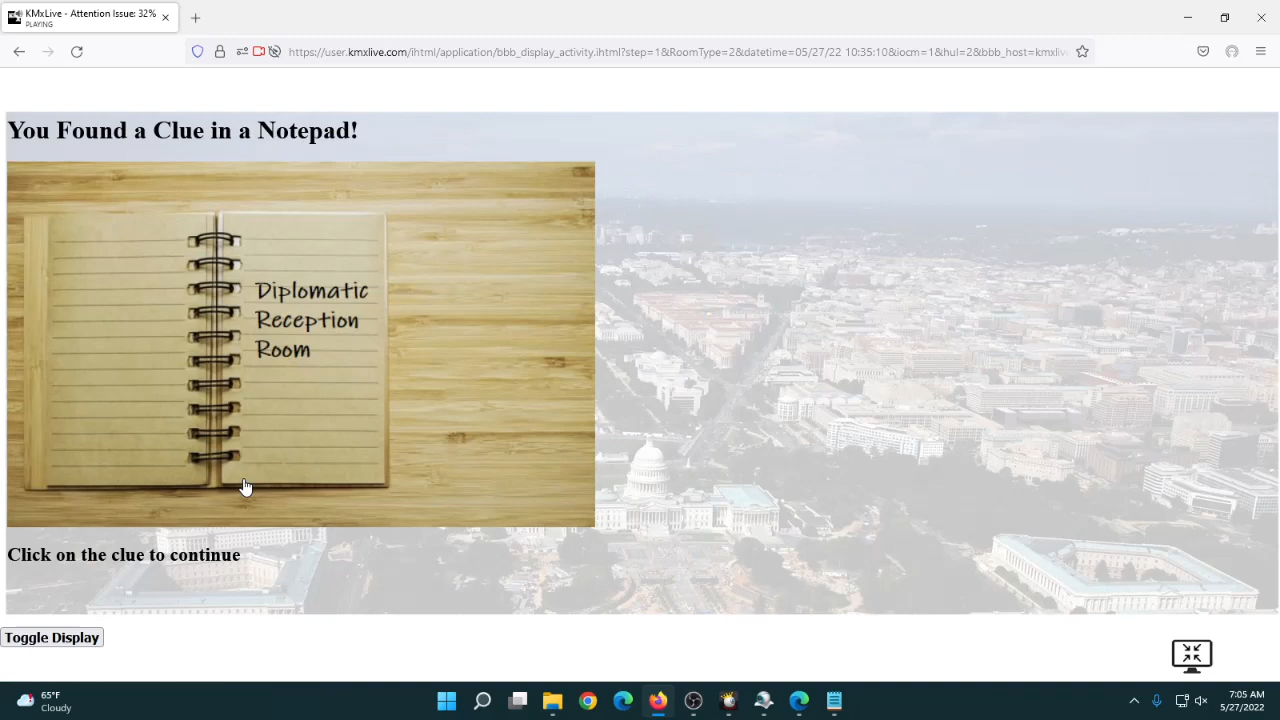 KMxLive - Attention Issue: 32%
PLAYING
https://user.kmxlive.com/ihtml/application/bbb_display_activity.ihtml?step=1&RoomType=2&datetime=05/27/22 10:35:10&iocm=1&hul=2&bbb_host=kmxliv
You Found a Clue in a Notepad!
Diplomatic
Reception
Room
Click on the clue to continue
Toggle Display
65°F
Cloudy
7:05 AM
5/27/2022